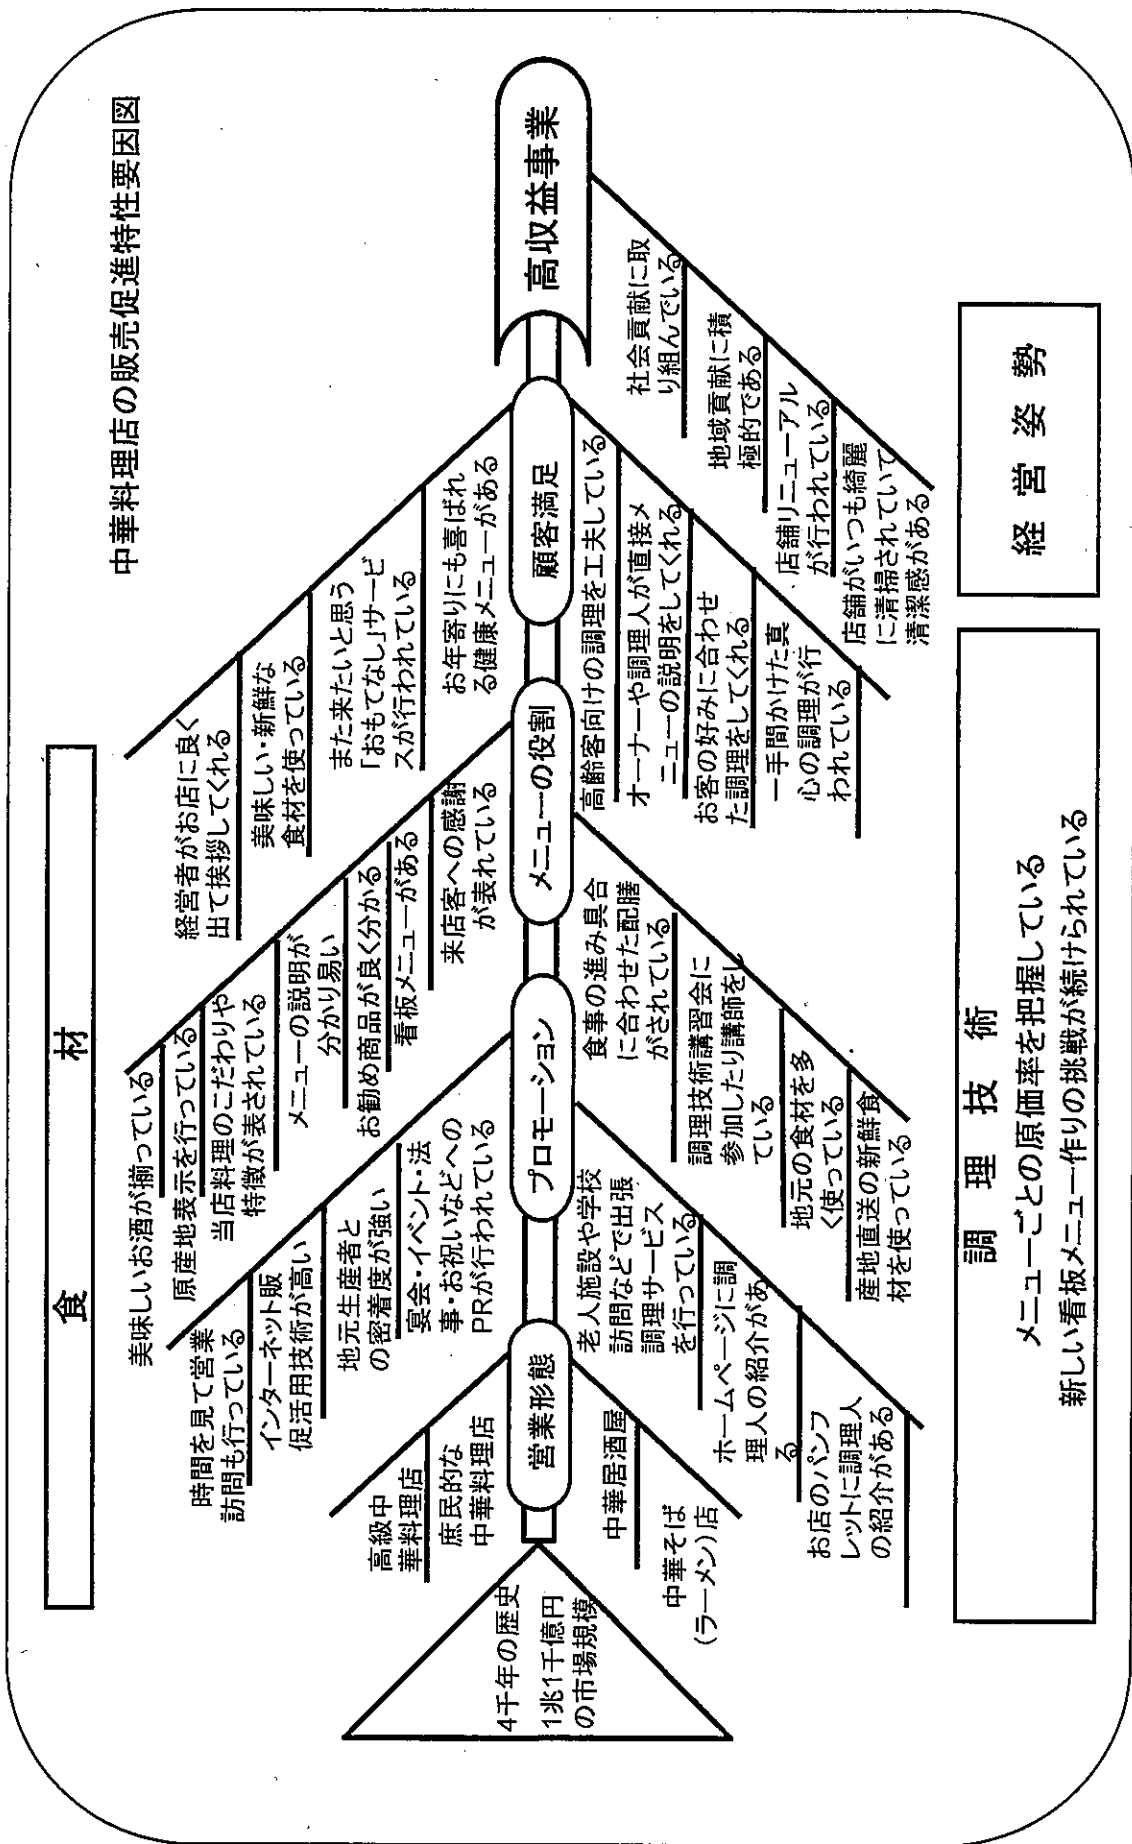 中華料理店の販売促進特性要因図
食　　　材
経営者がお店に良く
出て挨拶してくれる
美味しい・新鮮な
食材を使っている
また来たいと思う
「おもてなし」サービ
スが行われている
お年寄りにも喜ばれ
る健康メニューがある
美味しいお酒が揃っている
原産地表示を行っている
当店料理のこだわりや
特徴が表されている
メニューの説明が
分かり易い
お勧め商品が良く分かる
看板メニューがある
来店客への感謝
が表れている
時間を見て営業
訪問も行っている
インターネット販
促活用技術が高い
地元生産者と
の密着度が強い
宴会・イベント・法
事・お祝いなどへの
PRが行われている
高級中
華料理店
庶民的な
中華料理店
4千年の歴史
1兆1千億円
の市場規模
営業形態
プロモーション
メニューの役割
顧客満足
高収益事業
中華居酒屋
中華そば
(ラーメン)店
老人施設や学校
訪問などで出張
調理サービス
を行っている
ホームページに調
理人の紹介があ
る
お店のパンフ
レットに調理人
の紹介がある
食事の進み具合
に合わせた配膳
がされている
調理技術講習会に
参加したり講師をし
ている
地元の食材を多
く使っている
産地直送の新鮮食
材を使っている
高齢客向けの調理を工夫している
オーナーや調理人が直接メ
ニューの説明をしてくれる
お客の好みに合わせ
た調理をしてくれる
一手間かけた真
心の調理が行
われている
社会貢献に取
り組んでいる
地域貢献に積
極的である
店舗リニューアル
が行われている
店舗がいつも綺麗
に清掃されていて
清潔感がある
調　理　技　術
メニューごとの原価率を把握している
新しい看板メニュー作りの挑戦が続けられている
経　営　姿　勢